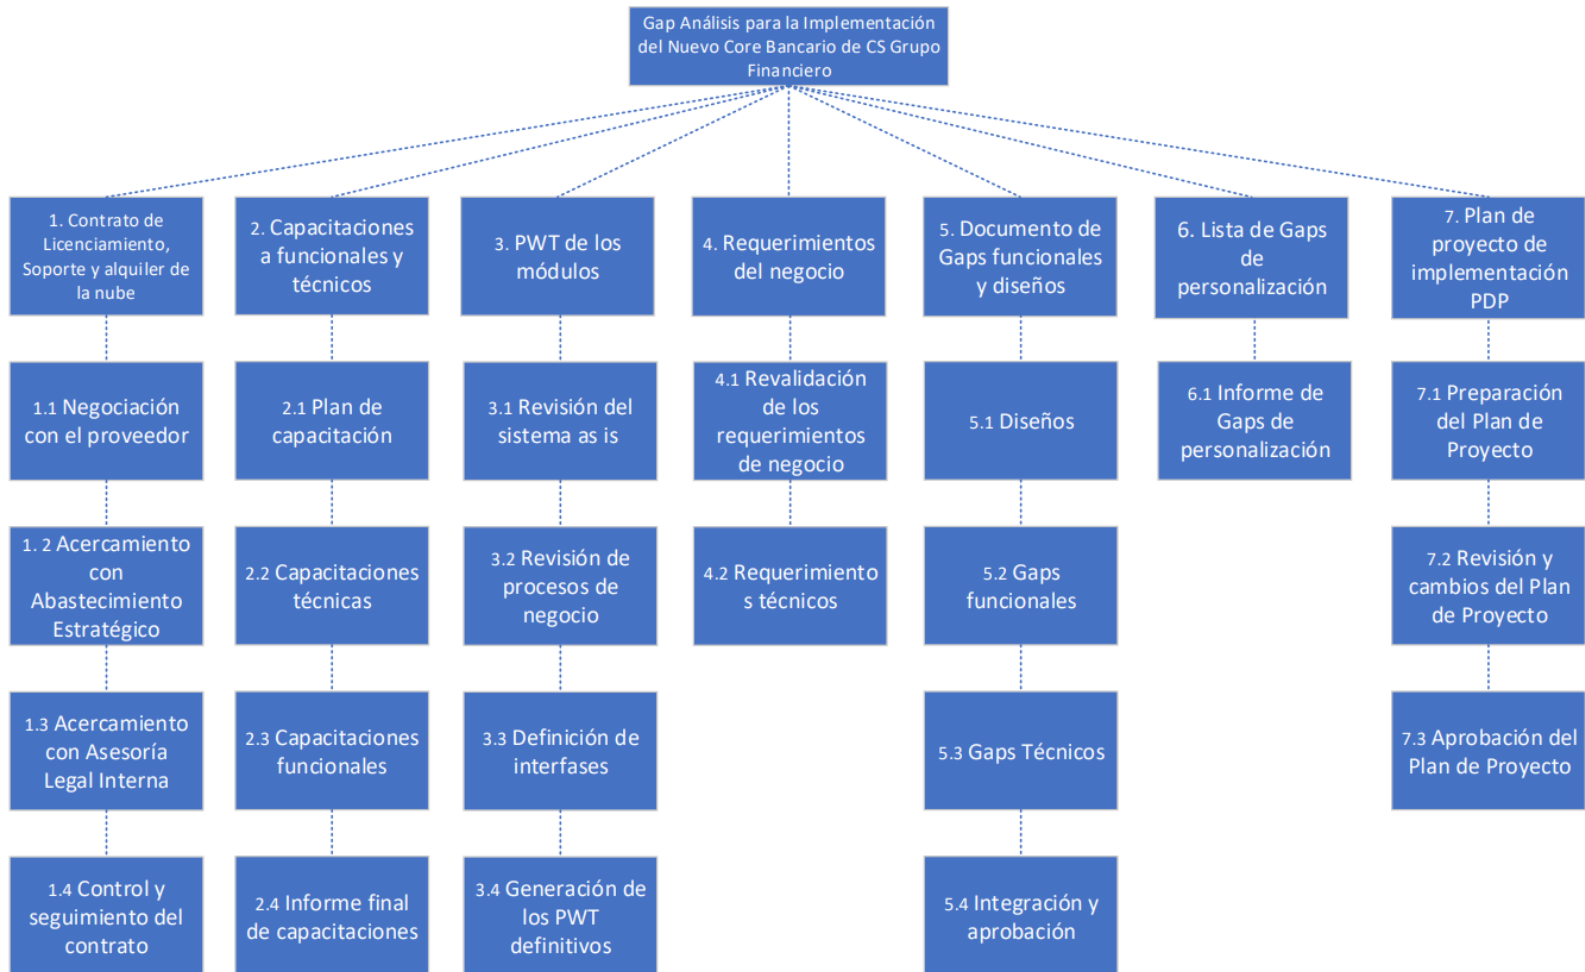 Gap Análisis para la Implementación
del Nuevo Core Bancario de CS Grupo
Financiero
1. Contrato de
Licenciamiento,
Soporte y alquiler de
la nube
2. Capacitaciones
a funcionales y
técnicos
3. PWT de los
módulos
4. Requerimientos
del negocio
5. Documento de
Gaps funcionales
y diseños
6. Lista de Gaps
de
personalización
7. Plan de
proyecto de
implementación
PDP
1.1 Negociación
con el proveedor
2.1 Plan de
capacitación
3.1 Revisión del
sistema as is
4.1 Revalidación
de los
requerimientos
de negocio
5.1 Diseños
6.1 Informe de
Gaps de
personalización
7.1 Preparación
del Plan de
Proyecto
1. 2 Acercamiento
con
Abastecimiento
Estratégico
2.2 Capacitaciones
técnicas
3.2 Revisión de
procesos de
negocio
4.2 Requerimiento
s técnicos
5.2 Gaps
funcionales
7.2 Revisión y
cambios del Plan
de Proyecto
1.3 Acercamiento
con Asesoría
Legal Interna
2.3 Capacitaciones
funcionales
3.3 Definición de
interfases
5.3 Gaps Técnicos
7.3 Aprobación del
Plan de Proyecto
1.4 Control y
seguimiento del
contrato
2.4 Informe final
de capacitaciones
3.4 Generación de
los PWT
definitivos
5.4 Integración y
aprobación